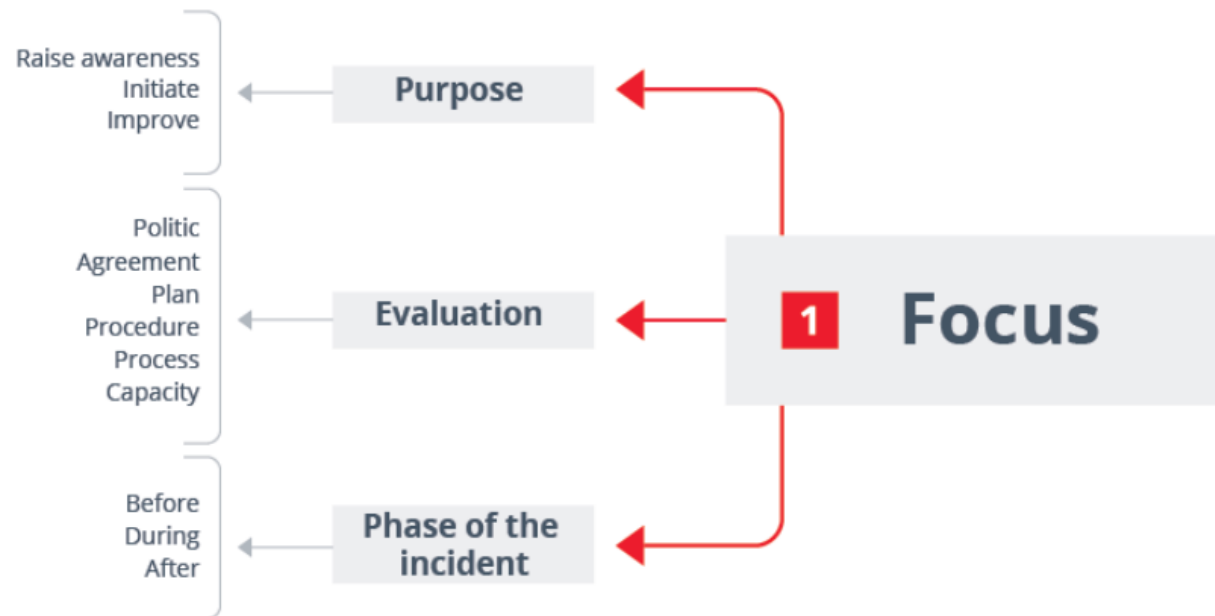 Raise awareness
Initiate
Improve
Purpose
Politic
Agreement
Plan
Procedure
Process
Capacity
Evaluation
1 Focus
Before
During
After
Phase of the
incident